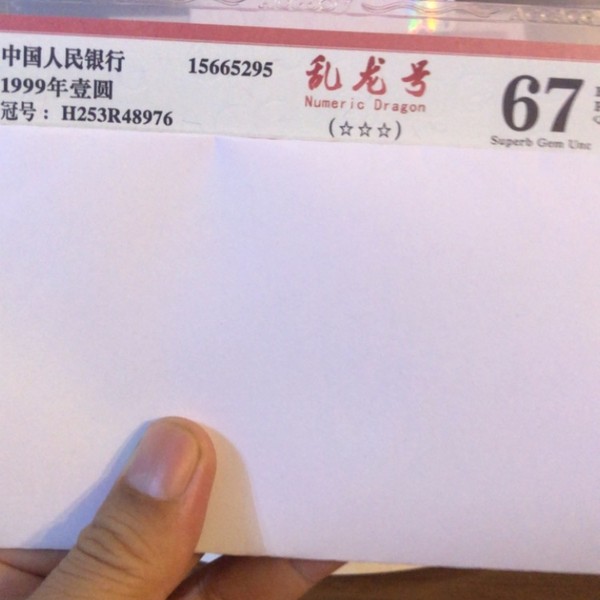 中国人民银行
1999年壹圆
冠号：H253R48976
15665295
乱龙号
Numeric Dragon
(☆☆☆)
67
Superb Gem Unc